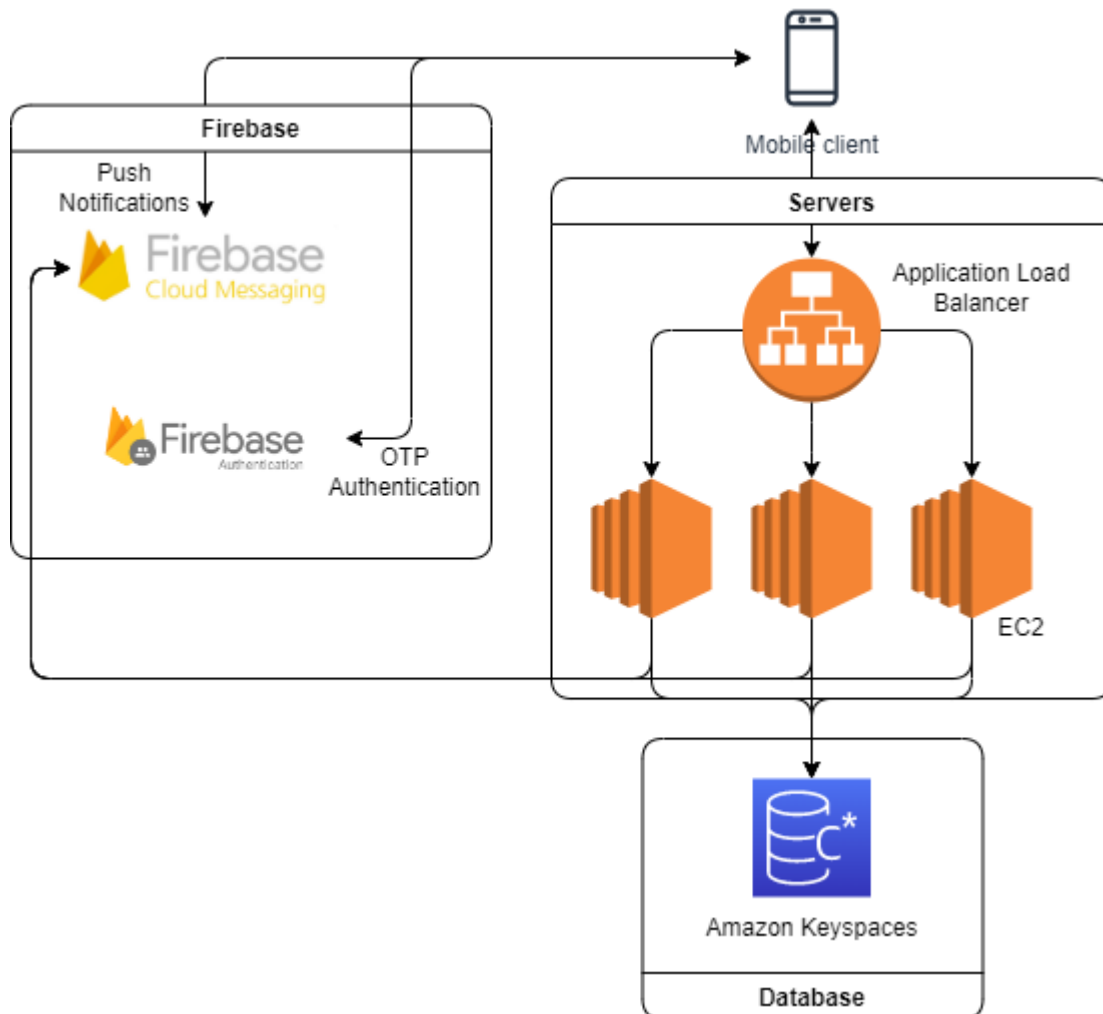 Mobile client
Firebase
Push
Notifications
Firebase
Cloud Messaging
Firebase
Authentication
OTP
Authentication
Servers
Application Load
Balancer
EC2
C*
Amazon Keyspaces
Database